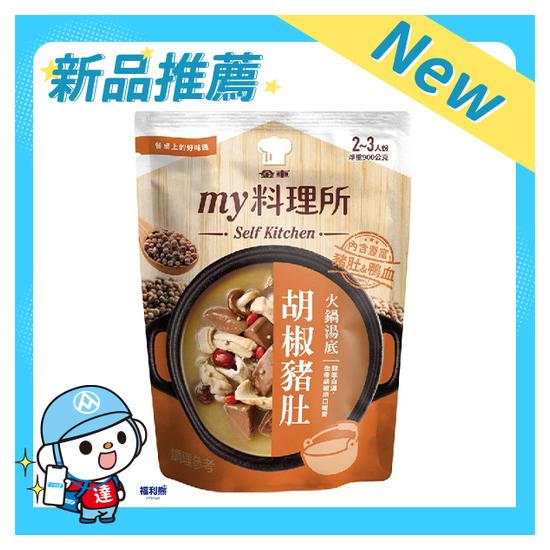 新品推薦
New
餐桌上的好味道
金車
2~3人份
淨重900公克
my料理所
Self Kitchen
內含豐富
豬肚&鴨血
火鍋湯底
胡椒豬肚
調理參考
大達
福利熊